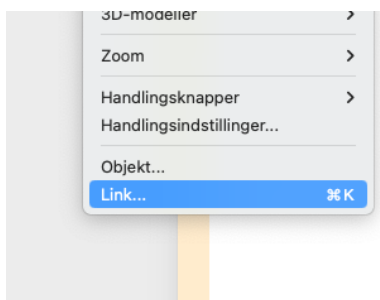 3D-modeller
Zoom
Handlingsknapper
Handlingsindstillinger...
Objekt...
Link... ⌘K